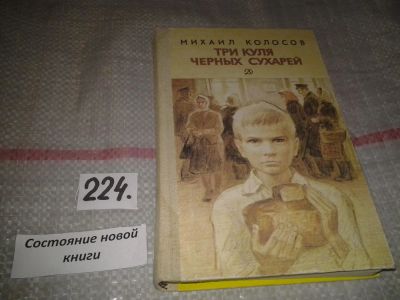 МИХАИЛ КОЛОСОВ
ТРИ КУЛЯ
ЧЕРНЫХ СУХАРЕЙ
224.
Состояние новой
книги